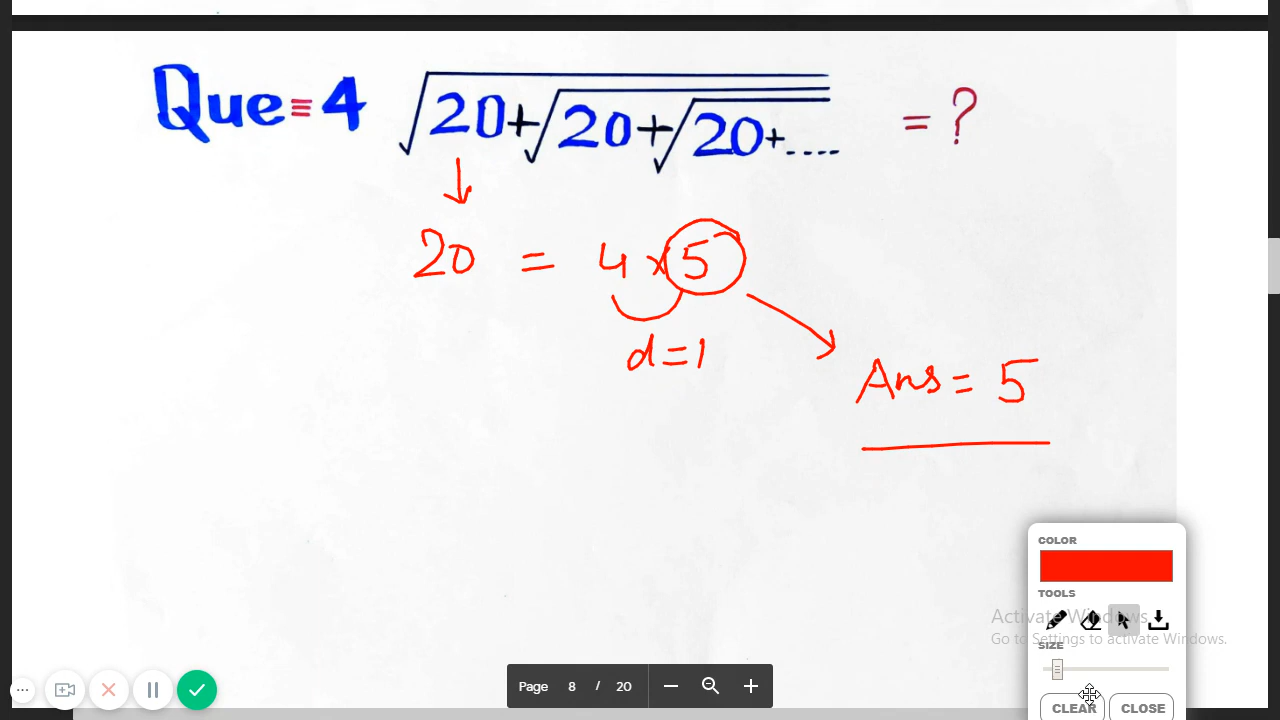 Que=4 √20+√20+√20+.... = ?
20 = 4×5
d=1
Ans = 5
COLOR
TOOLS
Activate Windows
Go to Settings to activate Windows.
SIZE
Page 8 / 20
CLEAR CLOSE